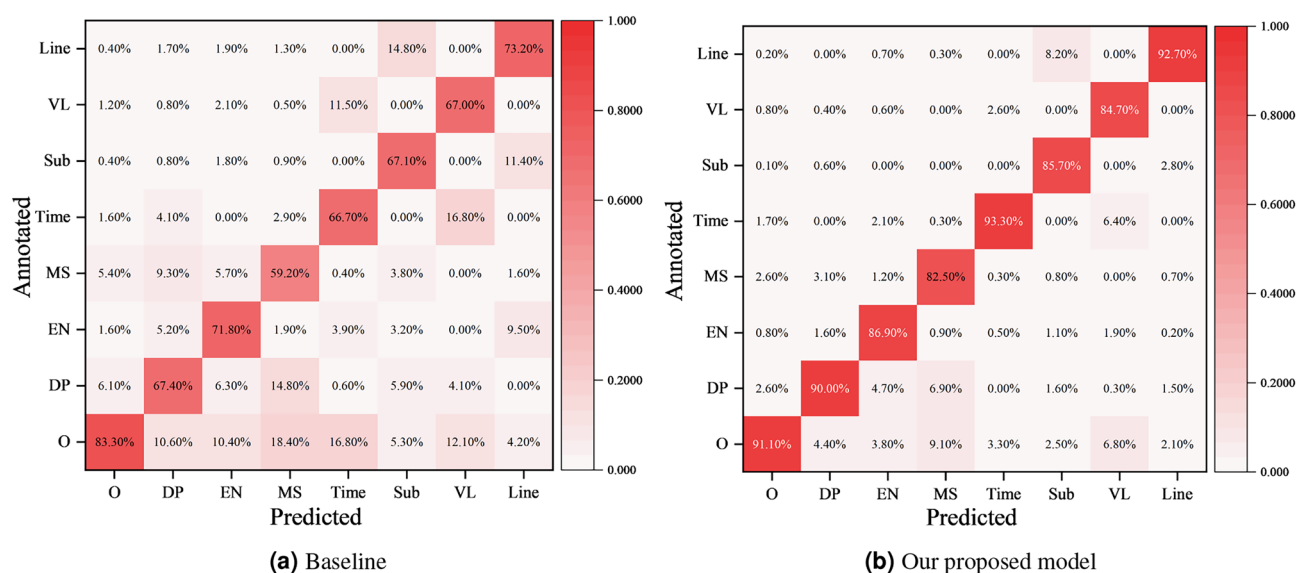 (a)
Annotated
Line 0.40% 1.70% 1.90% 1.30% 0.00% 14.80% 0.00% 73.20%
VL 1.20% 0.80% 2.10% 0.50% 11.50% 0.00% 67.00% 0.00%
Sub 0.40% 0.80% 1.80% 0.90% 0.00% 67.10% 0.00% 11.40%
Time 1.60% 4.10% 0.00% 2.90% 66.70% 0.00% 16.80% 0.00%
MS 5.40% 9.30% 5.70% 59.20% 0.40% 3.80% 0.00% 1.60%
EN 1.60% 5.20% 71.80% 1.90% 3.90% 3.20% 0.00% 9.50%
DP 6.10% 67.40% 6.30% 14.80% 0.60% 5.90% 4.10% 0.00%
O 83.30% 10.60% 10.40% 18.40% 16.80% 5.30% 12.10% 4.20%
O DP EN MS Time Sub VL Line
Predicted
1.000
0.8000
0.6000
0.4000
0.2000
0.000
(a) Baseline
(b)
Annotated
Line 0.20% 0.00% 0.70% 0.30% 0.00% 8.20% 0.00% 92.70%
VL 0.80% 0.40% 0.60% 0.00% 2.60% 0.00% 84.70% 0.00%
Sub 0.10% 0.60% 0.00% 0.00% 0.00% 85.70% 0.00% 2.80%
Time 1.70% 0.00% 2.10% 0.30% 93.30% 0.00% 6.40% 0.00%
MS 2.60% 3.10% 1.20% 82.50% 0.30% 0.80% 0.00% 0.70%
EN 0.80% 1.60% 86.90% 0.90% 0.50% 1.10% 1.90% 0.20%
DP 2.60% 90.00% 4.70% 6.90% 0.00% 1.60% 0.30% 1.50%
O 91.10% 4.40% 3.80% 9.10% 3.30% 2.50% 6.80% 2.10%
O DP EN MS Time Sub VL Line
Predicted
1.000
0.8000
0.6000
0.4000
0.2000
0.000
(b) Our proposed model